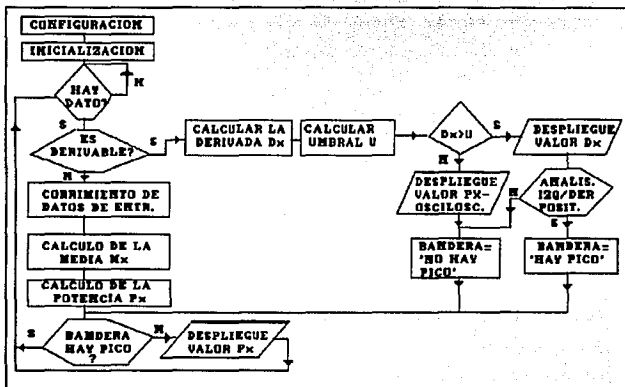 CONFIGURACION
INICIALIZACION
HAY
DATO?
N
S
ES
DERIVABLE?
S
N
CALCULAR LA
DERIVADA Dx
CALCULAR
UMBRAL U
Dx>U
S
N
DESPLIEGUE
VALOR Dx
DESPLIEGUE
VALOR PX-
OSCILOSC.
ANALIS.
IZQ/DER
POSIT.
N
S
BANDERA=
'NO HAY
PICO'
BANDERA=
'HAY PICO'
CORRIMIENTO DE
DATOS DE ENTR.
CALCULO DE LA
MEDIA Mx
CALCULO DE LA
POTENCIA Px
BANDERA
HAY PICO
?
S
N
DESPLIEGUE
VALOR Px